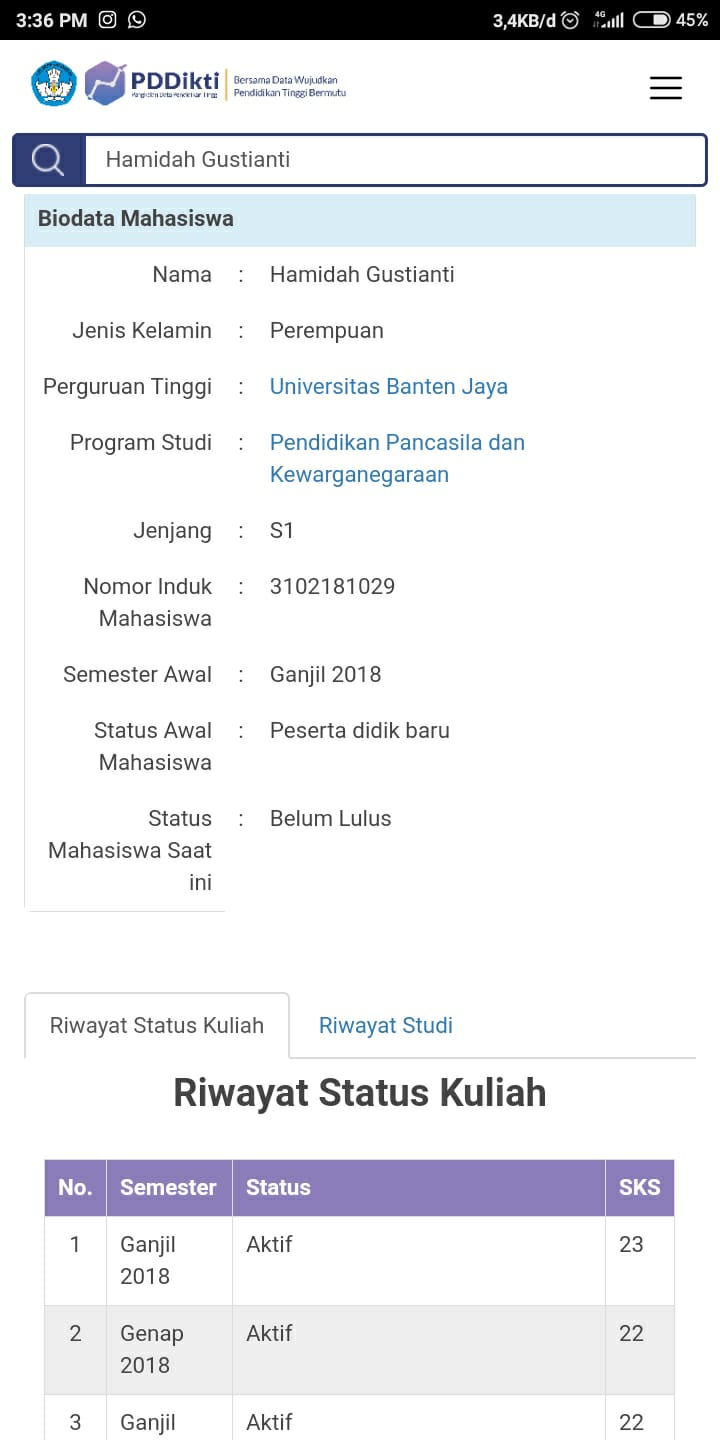 3:36 PM 3,4KB/d 4G 45%
PDDikti
Pangkalan Data Pendidikan Tinggi
Bersama Data Wujudkan
Pendidikan Tinggi Bermutu
Hamidah Gustianti
Biodata Mahasiswa
Nama : Hamidah Gustianti
Jenis Kelamin : Perempuan
Perguruan Tinggi : Universitas Banten Jaya
Program Studi : Pendidikan Pancasila dan
Kewarganegaraan
Jenjang : S1
Nomor Induk : 3102181029
Mahasiswa
Semester Awal : Ganjil 2018
Status Awal : Peserta didik baru
Mahasiswa
Status : Belum Lulus
Mahasiswa Saat
ini
Riwayat Status Kuliah Riwayat Studi
Riwayat Status Kuliah
No. Semester Status SKS
1 Ganjil Aktif 23
2018
2 Genap Aktif 22
2018
3 Ganjil Aktif 22